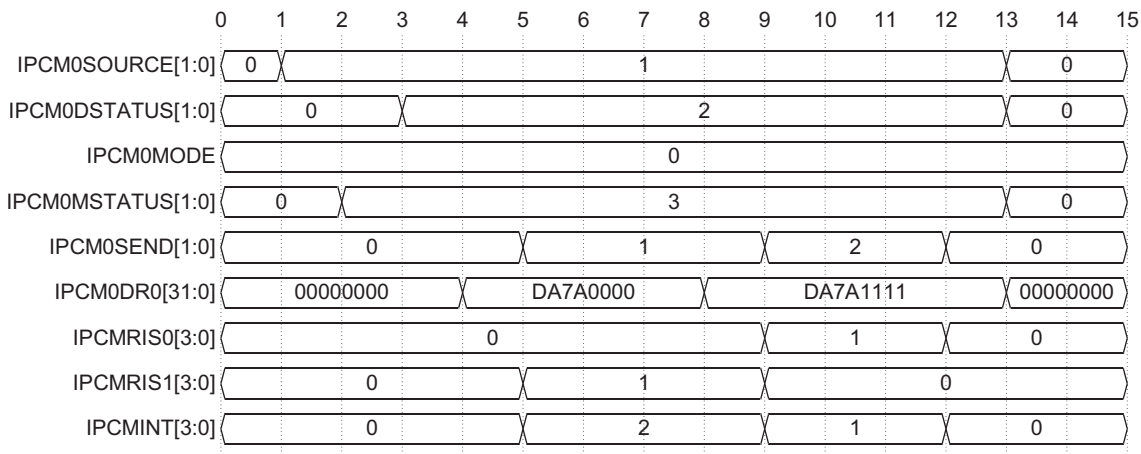 0 1 2 3 4 5 6 7 8 9 10 11 12 13 14 15
IPCM0SOURCE[1:0] 0 1 0
IPCM0DSTATUS[1:0] 0 2 0
IPCM0MODE 0
IPCM0MSTATUS[1:0] 0 3 0
IPCM0SEND[1:0] 0 1 2 0
IPCM0DR0[31:0] 00000000 DA7A0000 DA7A1111 00000000
IPCMRIS0[3:0] 0 1 0
IPCMRIS1[3:0] 0 1 0
IPCMINT[3:0] 0 2 1 0